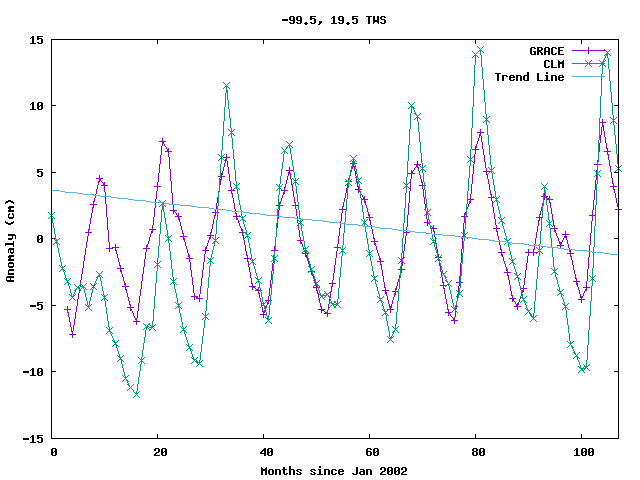 -99.5, 19.5 TWS
GRACE
CLM
Trend Line
15
10
5
0
-5
-10
-15
Anomaly (cm)
0 20 40 60 80 100
Months since Jan 2002